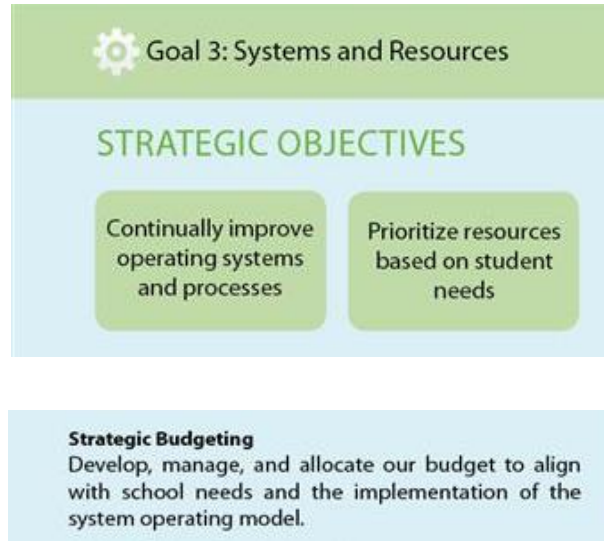 Goal 3: Systems and Resources
STRATEGIC OBJECTIVES
Continually improve
operating systems
and processes
Prioritize resources
based on student
needs
Strategic Budgeting
Develop, manage, and allocate our budget to align
with school needs and the implementation of the
system operating model.